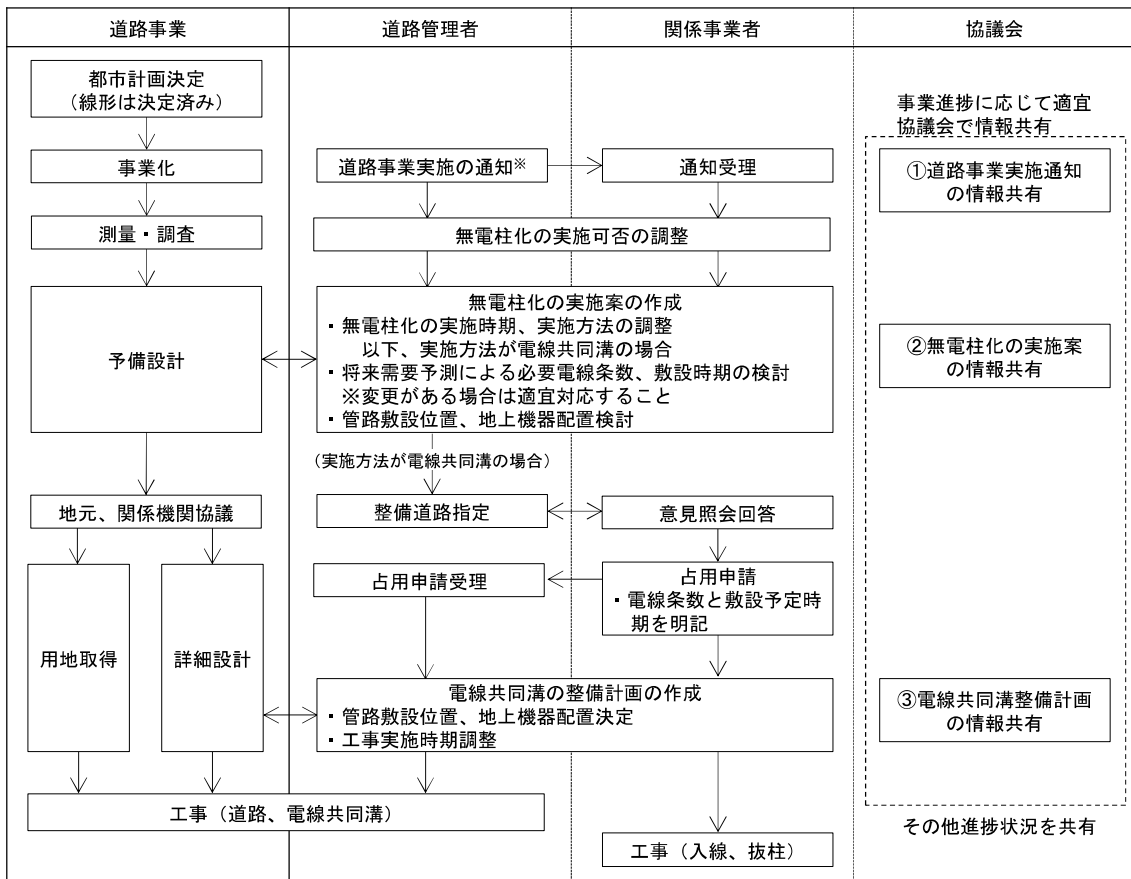 道路事業
道路管理者
関係事業者
協議会
都市計画決定
(線形は決定済み)
事業進捗に応じて適宜
協議会で情報共有
事業化
道路事業実施の通知※
通知受理
①道路事業実施通知
の情報共有
測量・調査
無電柱化の実施可否の調整
予備設計
無電柱化の実施案の作成
・無電柱化の実施時期、実施方法の調整
以下、実施方法が電線共同溝の場合
・将来需要予測による必要電線条数、敷設時期の検討
※変更がある場合は適宜対応すること
・管路敷設位置、地上機器配置検討
②無電柱化の実施案
の情報共有
(実施方法が電線共同溝の場合)
地元、関係機関協議
整備道路指定
意見照会回答
占用申請受理
占用申請
・電線条数と敷設予定時
期を明記
用地取得
詳細設計
電線共同溝の整備計画の作成
・管路敷設位置、地上機器配置決定
・工事実施時期調整
③電線共同溝整備計画
の情報共有
工事(道路、電線共同溝)
その他進捗状況を共有
工事(入線、抜柱)